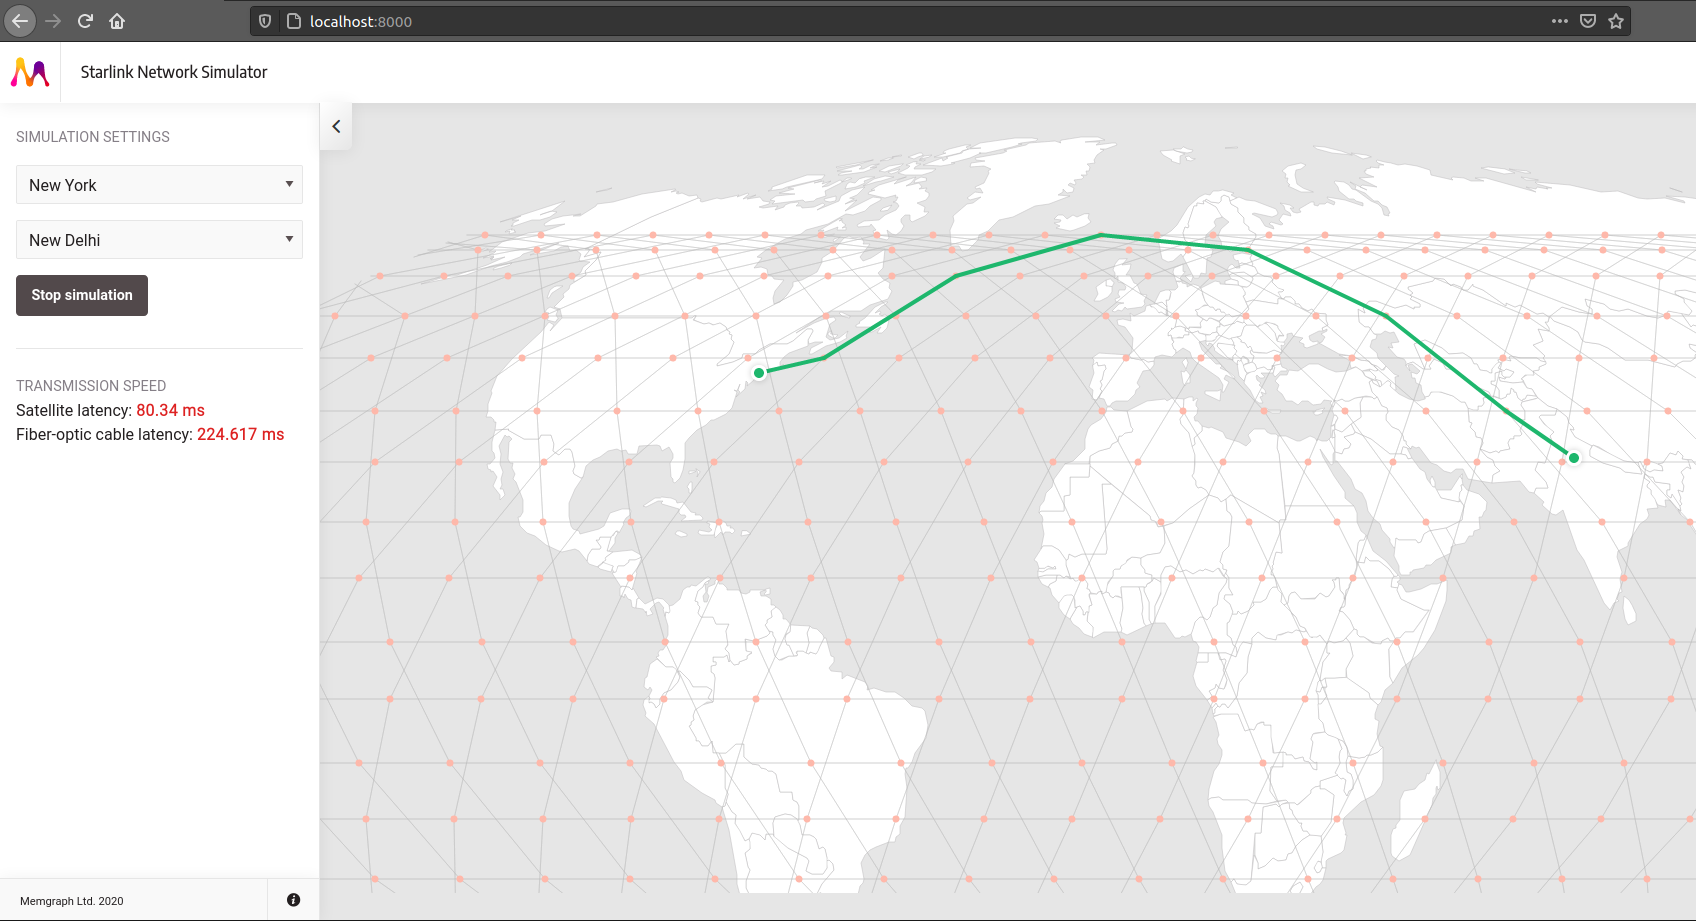 localhost:8000
Starlink Network Simulator
SIMULATION SETTINGS
New York
New Delhi
Stop simulation
TRANSMISSION SPEED
Satellite latency: 80.34 ms
Fiber-optic cable latency: 224.617 ms
Memgraph Ltd. 2020